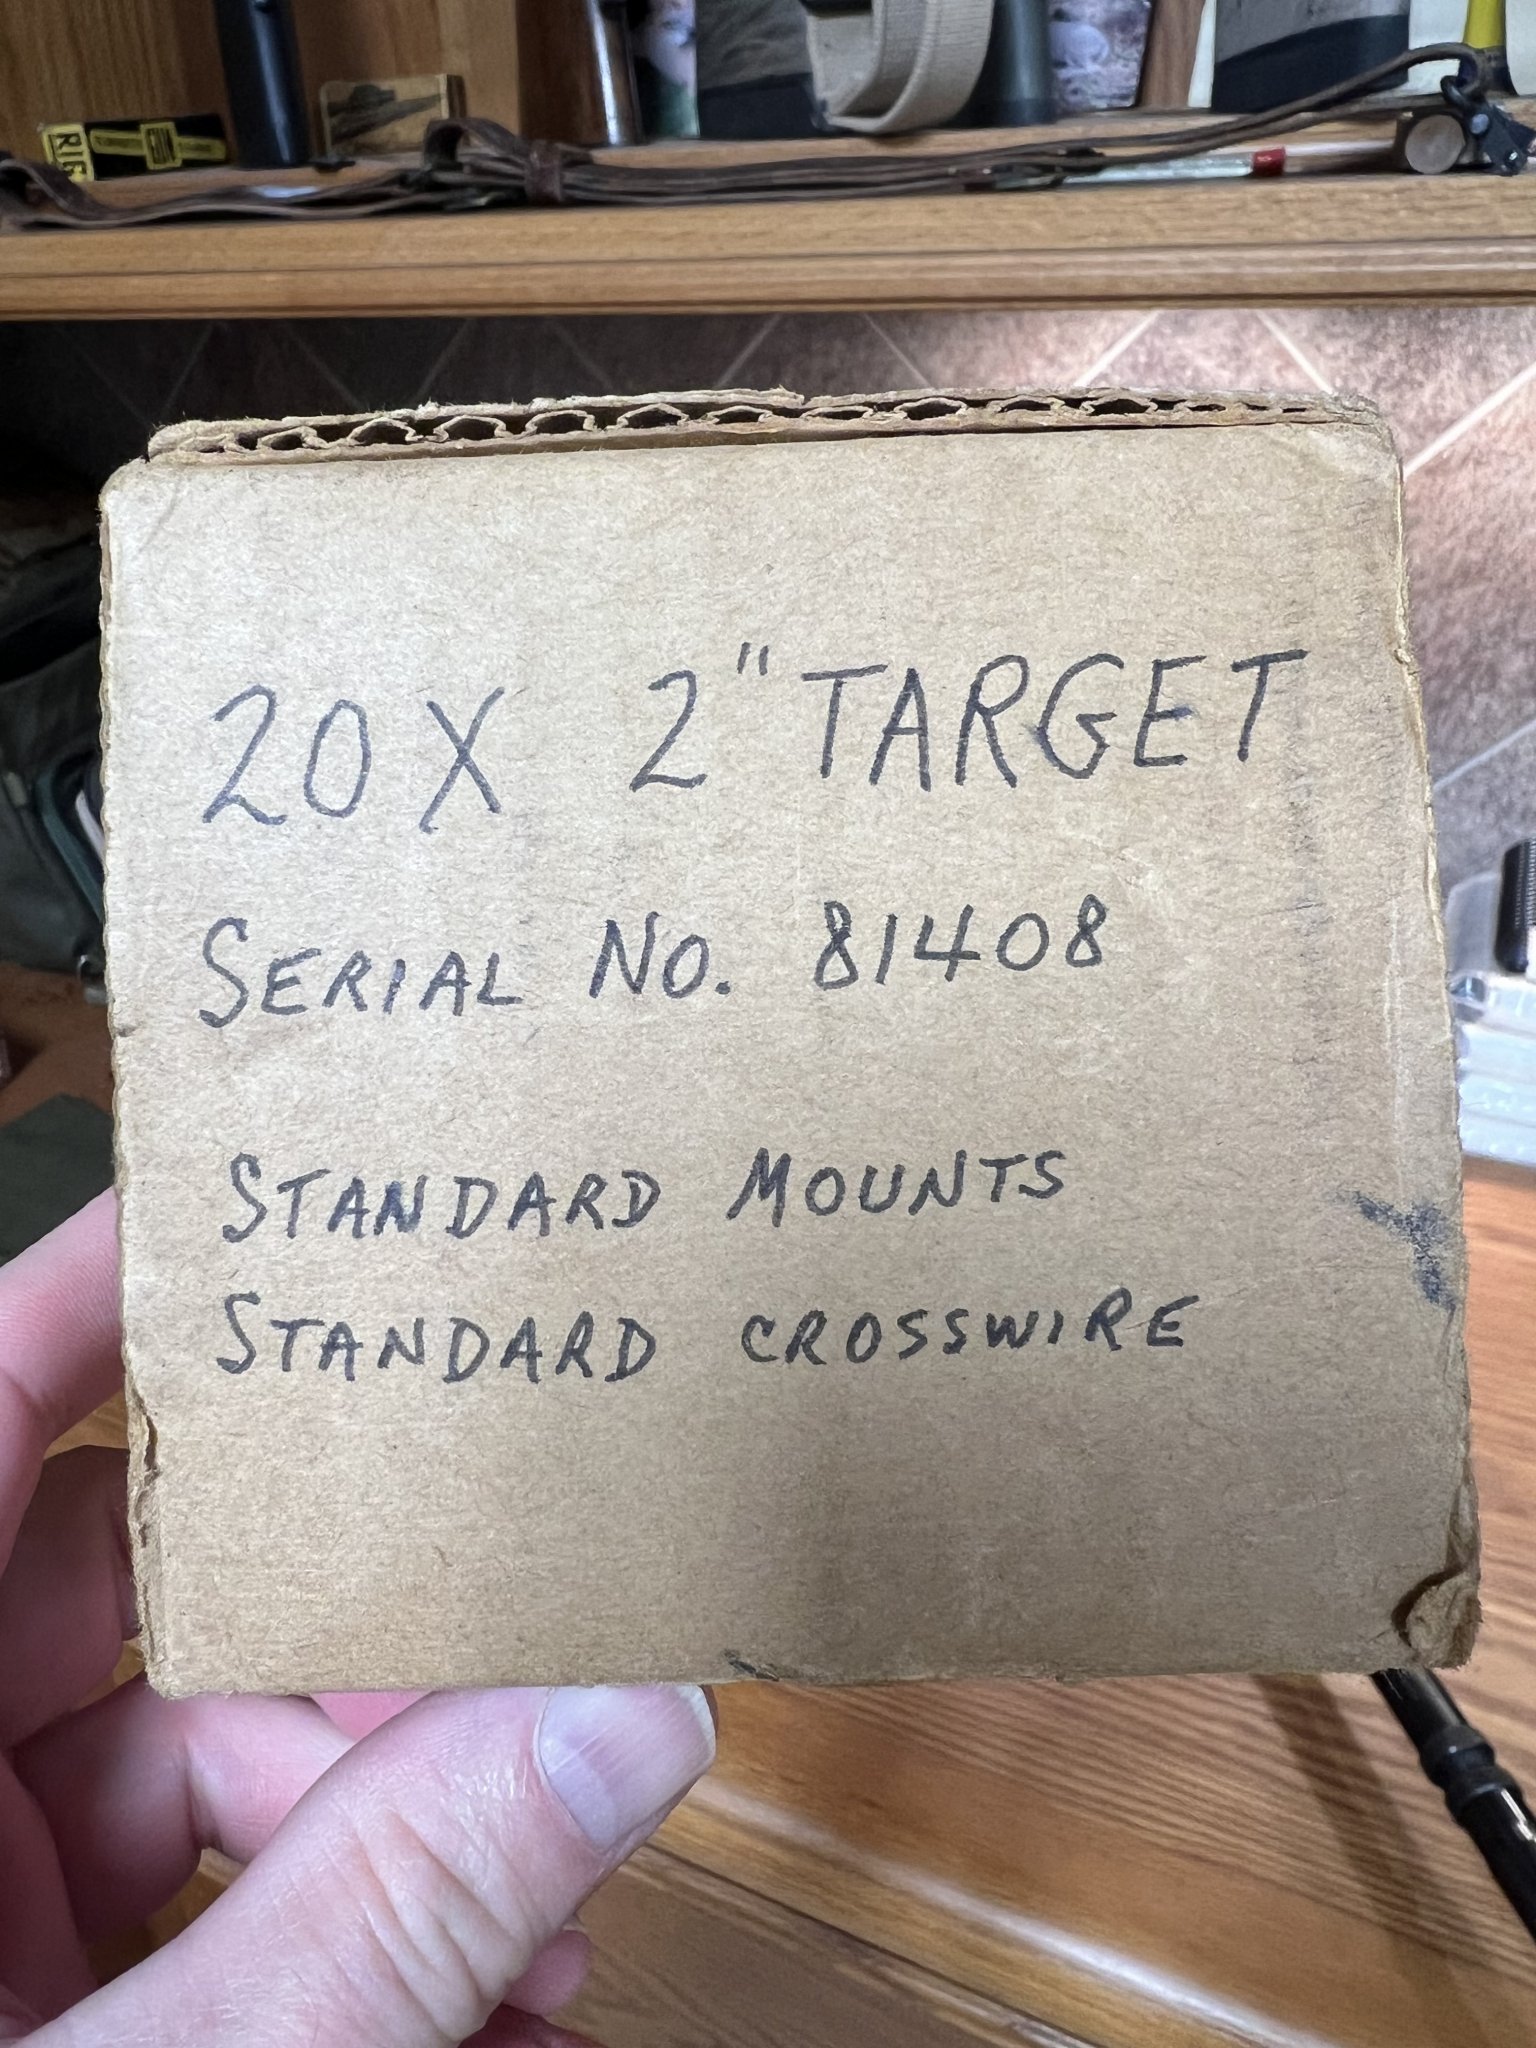 20X 2" TARGET
SERIAL NO. 81408
STANDARD MOUNTS
STANDARD CROSSWIRE